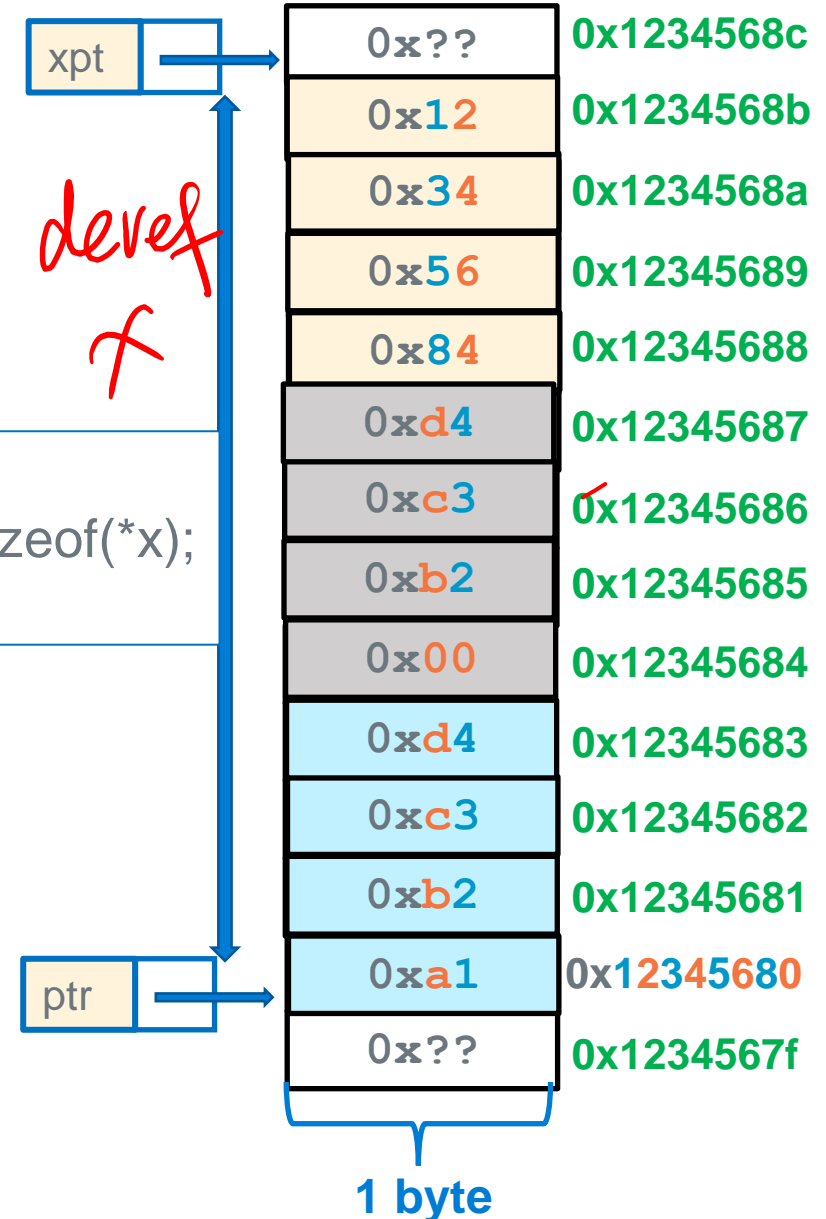 xpt
0x?? 0x1234568c
0x12 0x1234568b
0x34 0x1234568a
deref
x
0x56 0x12345689
0x84 0x12345688
0xd4 0x12345687
0xc3 0x12345686
zeof(*x);
0xb2 0x12345685
0x00 0x12345684
0xd4 0x12345683
0xc3 0x12345682
0xb2 0x12345681
ptr
0xa1 0x12345680
0x?? 0x1234567f
1 byte